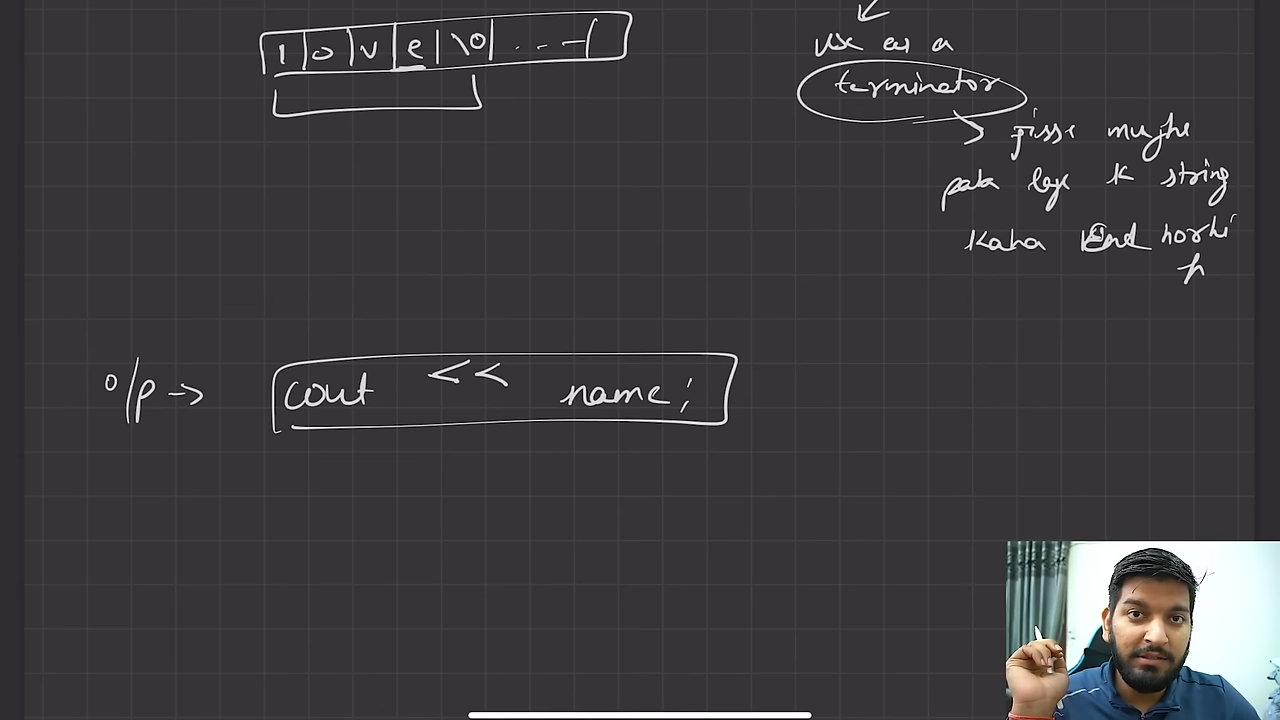 l o v e \0 . . . -
use as a
terminator
> jisse mujhe
pata lage k string
kaha End horhi
h
o/p -> cout << name;